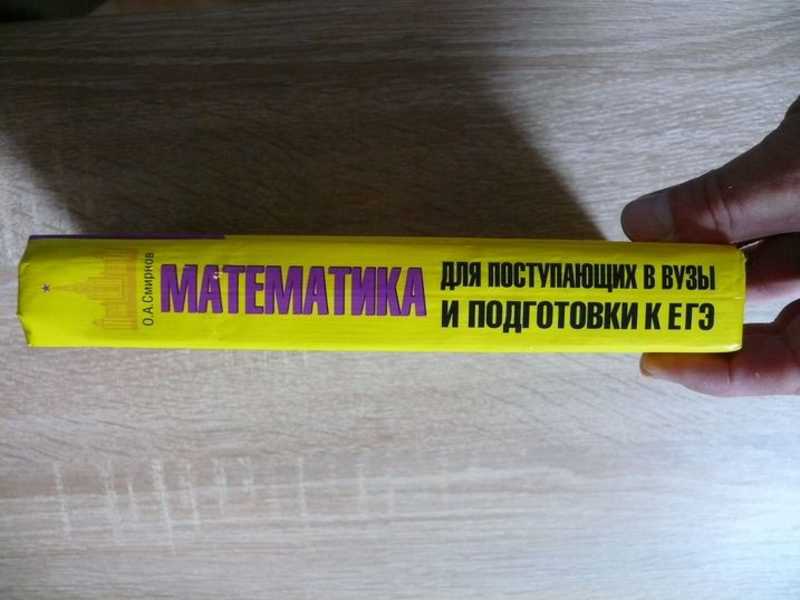 О.А.Смирнов
МАТЕМАТИКА
ДЛЯ ПОСТУПАЮЩИХ В ВУЗЫ
И ПОДГОТОВКИ К ЕГЭ